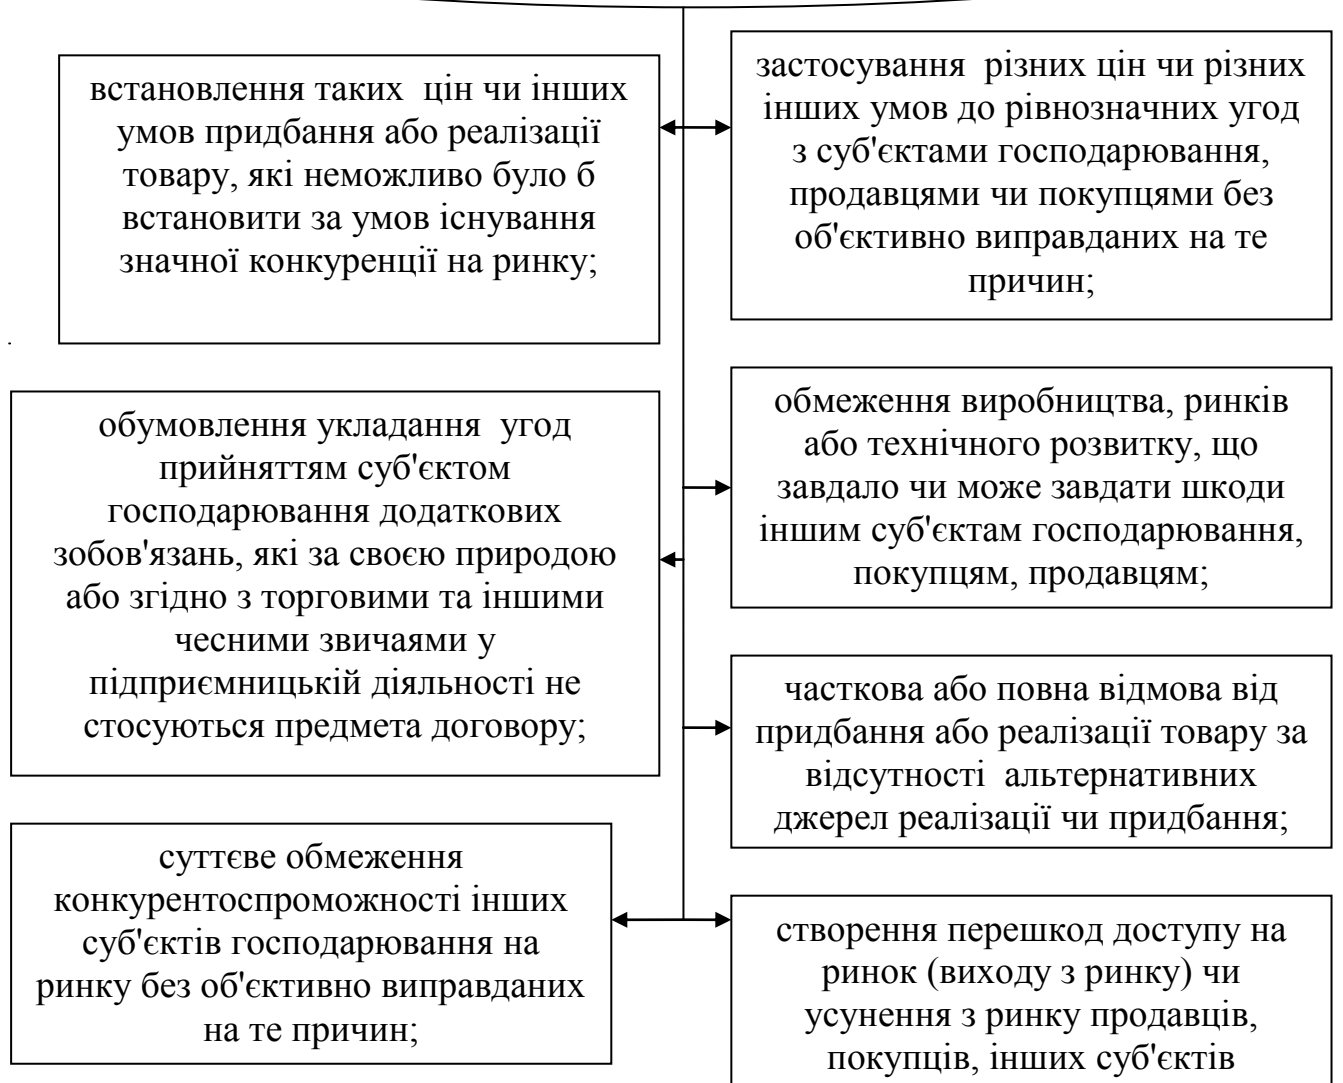 встановлення таких цін чи інших
умов придбання або реалізації
товару, які неможливо було б
встановити за умов існування
значної конкуренції на ринку;
застосування різних цін чи різних
інших умов до рівнозначних угод
з суб'єктами господарювання,
продавцями чи покупцями без
об'єктивно виправданих на те
причин;
обумовлення укладання угод
прийняттям суб'єктом
господарювання додаткових
зобов'язань, які за своєю природою
або згідно з торговими та іншими
чесними звичаями у
підприємницькій діяльності не
стосуються предмета договору;
обмеження виробництва, ринків
або технічного розвитку, що
завдало чи може завдати шкоди
іншим суб'єктам господарювання,
покупцям, продавцям;
часткова або повна відмова від
придбання або реалізації товару за
відсутності альтернативних
джерел реалізації чи придбання;
суттєве обмеження
конкурентоспроможності інших
суб'єктів господарювання на
ринку без об'єктивно виправданих
на те причин;
створення перешкод доступу на
ринок (виходу з ринку) чи
усунення з ринку продавців,
покупців, інших суб'єктів